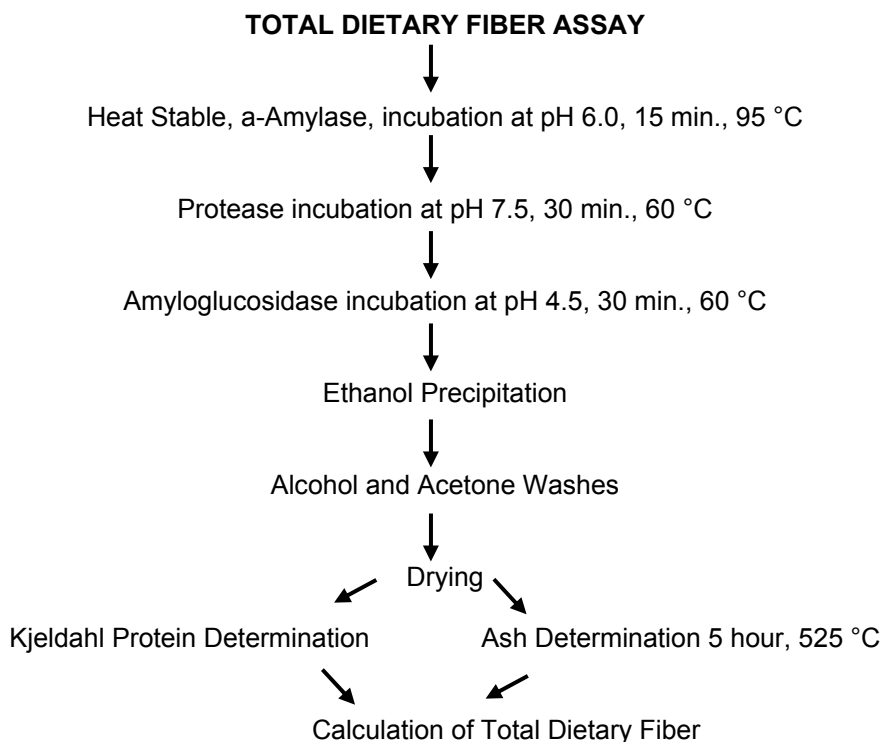 TOTAL DIETARY FIBER ASSAY
Heat Stable, a-Amylase, incubation at pH 6.0, 15 min., 95 °C
Protease incubation at pH 7.5, 30 min., 60 °C
Amyloglucosidase incubation at pH 4.5, 30 min., 60 °C
Ethanol Precipitation
Alcohol and Acetone Washes
Drying
Kjeldahl Protein Determination
Ash Determination 5 hour, 525 °C
Calculation of Total Dietary Fiber